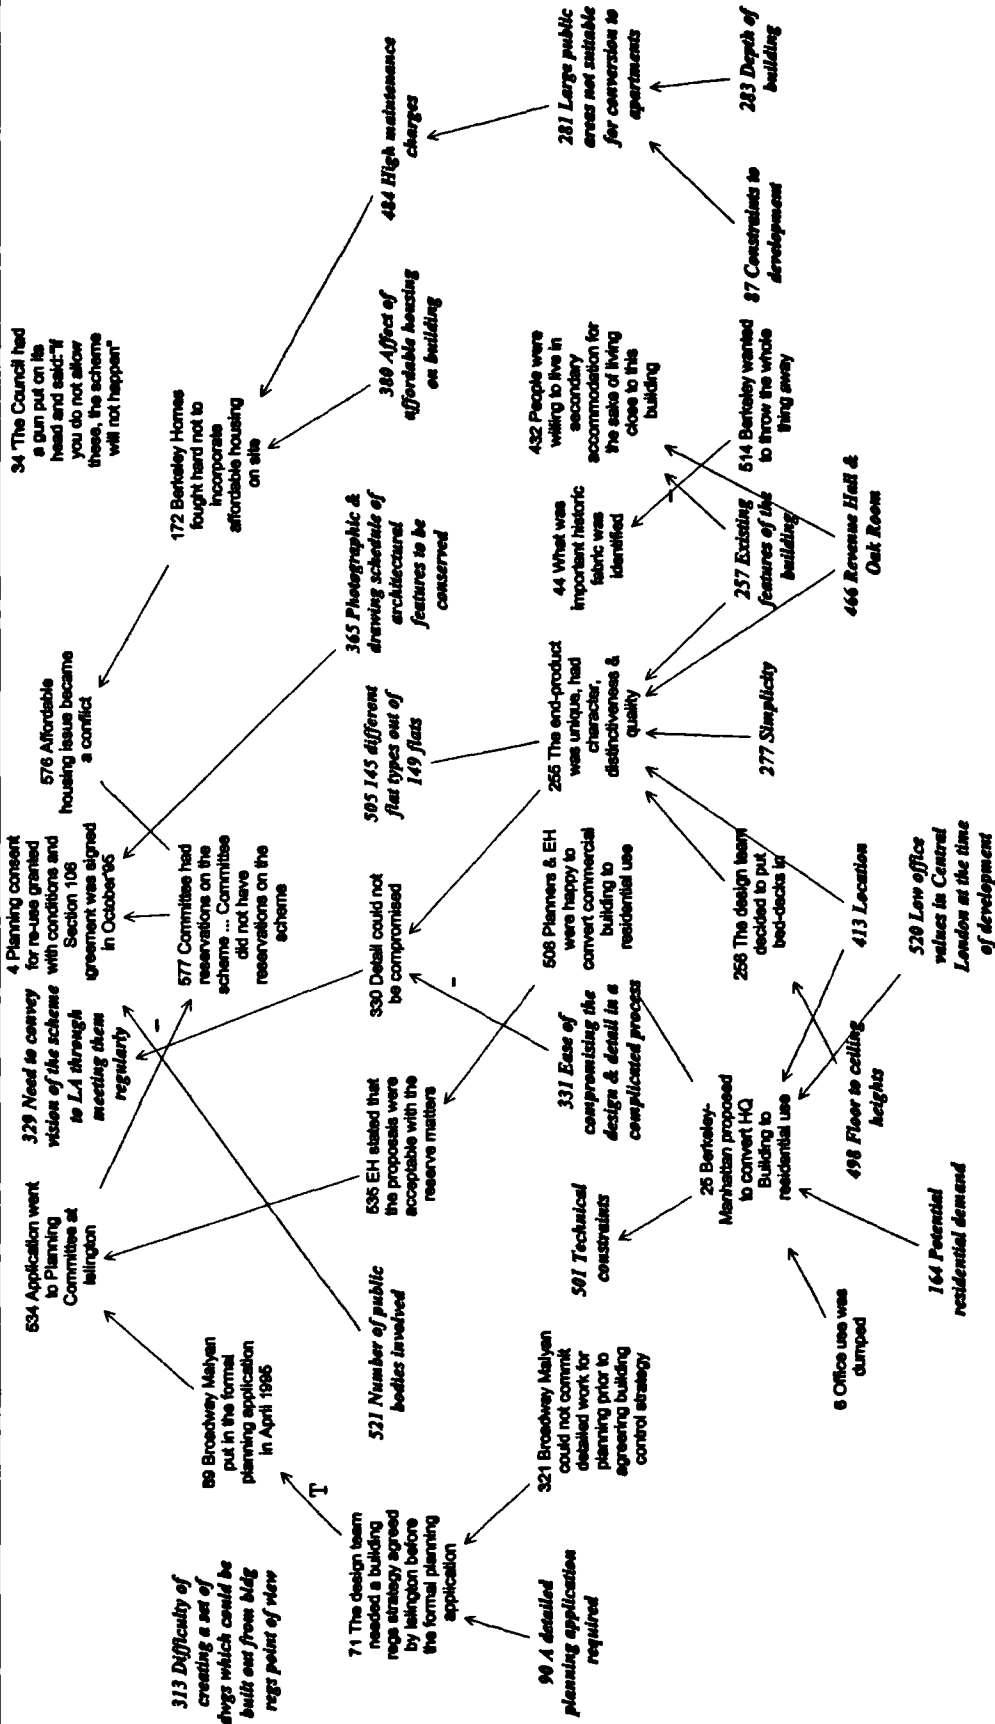 34 "The Council had
a gun put on its
head and said:"if
you do not allow
these, the scheme
will not happen"
4 Planning consent
for re-use granted
with conditions and
Section 106
agreement was signed
in October'95
576 Affordable
housing issue became
a conflict
172 Berkeley Homes
fought hard not to
incorporate
affordable housing
on site
634 Application went
to Planning
Committee at
Islington
329 Need to convey
vision of the scheme
to LA through
meeting them
regularly
-
577 Committee had
reservations on the
scheme ... Committee
did not have
reservations on the
scheme
313 Difficulty of
creating a set of
dwgs which could be
built out from bldg
regs point of view
89 Broadway Malyan
put in the formal
planning application
in April 1995
T
71 The design team
needed a building
regs strategy agreed
by Islington before
the formal planning
application
521 Number of public
bodies involved
535 EH stated that
the proposals were
acceptable with the
reserve matters
330 Detail could not
be compromised
-
505 145 different
flat types out of
149 flats
365 Photographic &
drawing schedule of
architectural
features to be
conserved
380 Affect of
affordable housing
on building
484 High maintenance
charges
90 A detailed
planning application
required
321 Broadway Malyan
could not commit
detailed work for
planning prior to
agreeing building
control strategy
501 Technical
constraints
331 Ease of
compromising the
design & detail in a
complicated process
508 Planners & EH
were happy to
convert commercial
building to
residential use
255 The end-product
was unique, had
character,
distinctiveness &
quality
44 What was
important historic
fabric was
identified
-
432 People were
willing to live in
secondary
accommodation for
the sake of living
close to this
building
281 Large public
areas not suitable
for conversion to
apartments
25 Berkeley-
Manhattan proposed
to convert HQ
Building to
residential use
256 The design team
decided to put
bed-decks in
277 Simplicity
257 Existing
features of the
building
514 Berkeley wanted
to throw the whole
thing away
87 Constraints to
development
283 Depth of
building
6 Office use was
dumped
164 Potential
residential demand
498 Floor to ceiling
heights
413 Location
520 Low office
values in Central
London at the time
of development
466 Revenue Hall &
Oak Room